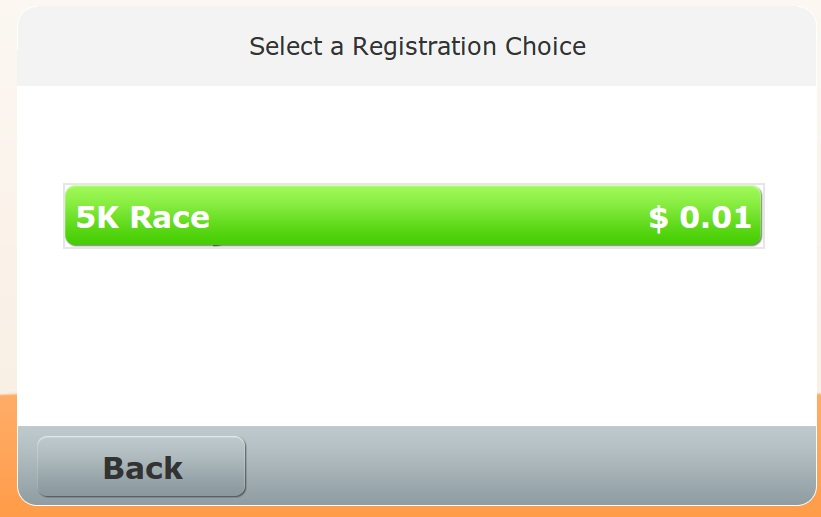 Select a Registration Choice
5K Race $ 0.01
Back